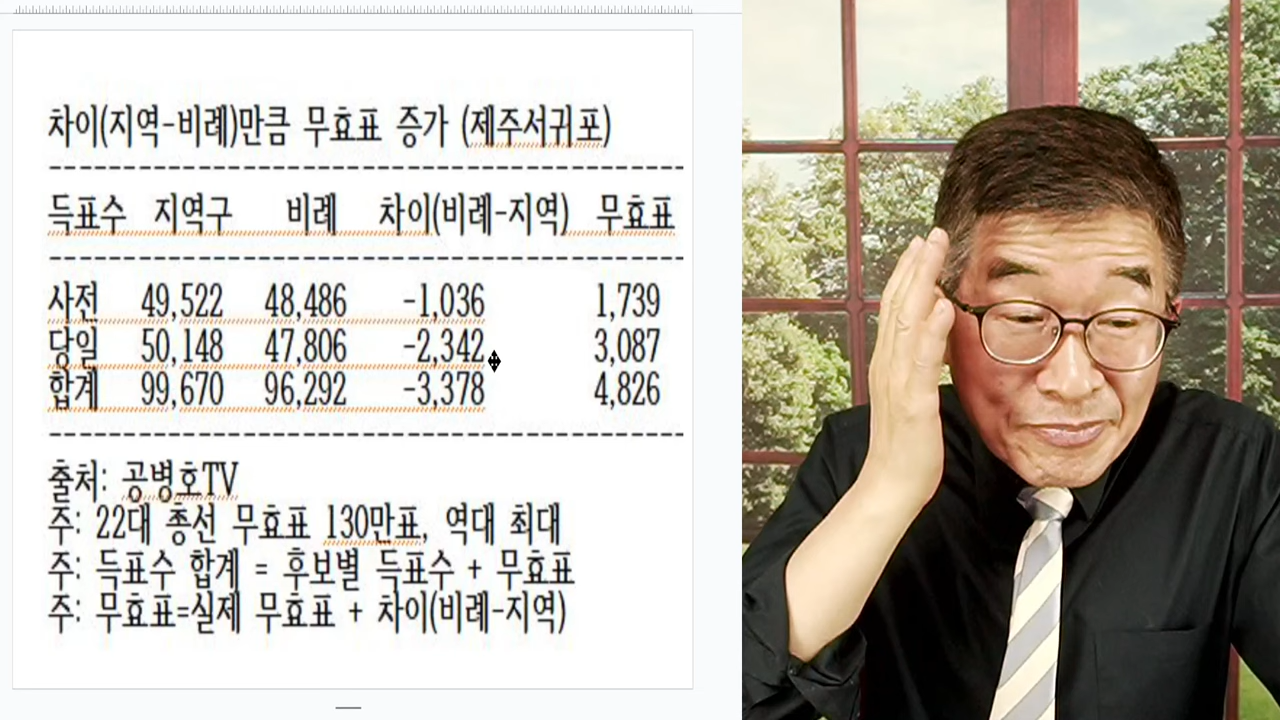 차이(지역-비례)만큼 무효표 증가 (제주서귀포)
득표수 지역구 비례 차이(비례-지역) 무효표
사전 49,522 48,486 -1,036 1,739
당일 50,148 47,806 -2,342 3,087
합계 99,670 96,292 -3,378 4,826
출처: 공병호TV
주: 22대 총선 무효표 130만표, 역대 최대
주: 득표수 합계 = 후보별 득표수 + 무효표
주: 무효표=실제 무효표 + 차이(비례-지역)